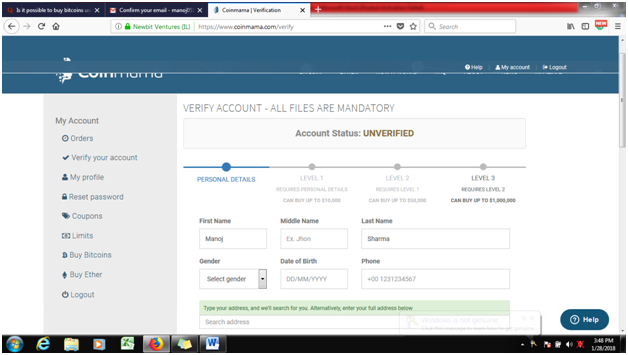 Is it possible to buy bitcoins u
Confirm your email - manoj05
Coinmama | Verification
Newbit Ventures (IL)
https://www.coinmama.com/verify
Search
NEW
coinmama
Help
My account
Logout
My Account
Orders
Verify your account
My profile
Reset password
Coupons
Limits
Buy Bitcoins
Buy Ether
Logout
VERIFY ACCOUNT - ALL FILES ARE MANDATORY
Account Status: UNVERIFIED
PERSONAL DETAILS
LEVEL 1
REQUIRES PERSONAL DETAILS
CAN BUY UP TO $10,000
LEVEL 2
REQUIRES LEVEL 1
CAN BUY UP TO $50,000
LEVEL 3
REQUIRES LEVEL 2
CAN BUY UP TO $1,000,000
First Name
Middle Name
Last Name
Manoj
Ex. Jhon
Sharma
Gender
Date of Birth
Phone
Select gender
DD/MM/YYYY
+00 1231234567
Type your address, and we'll search for you. Alternatively, enter your full address below
Search address
Help
3:48 PM
1/28/2018